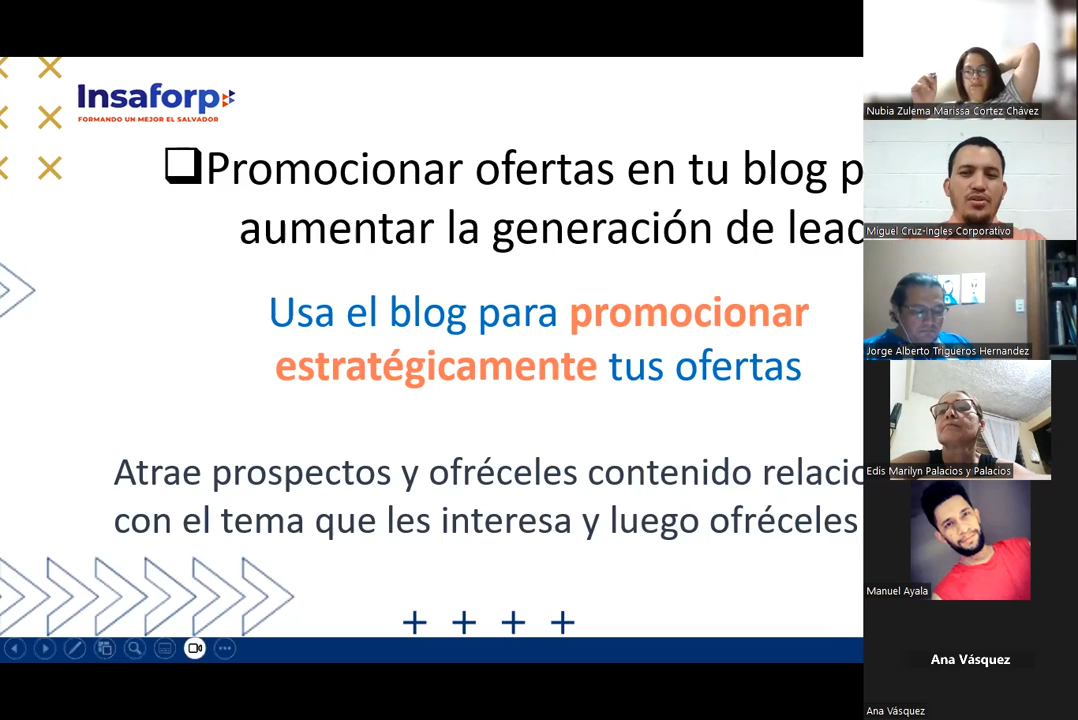 Insaforp
FORMANDO UN MEJOR EL SALVADOR
Promocionar ofertas en tu blog p
aumentar la generación de lead
Usa el blog para promocionar
estratégicamente tus ofertas
Atrae prospectos y ofréceles contenido relacio
con el tema que les interesa y luego ofréceles
Nubia Zulema Marissa Cortez Chávez
Miguel Cruz-ingles Corporativo
Jorge Alberto Trigueros Hernandez
Edis Marilyn Palacios y Palacios
Manuel Ayala
Ana Vásquez
Ana Vásquez